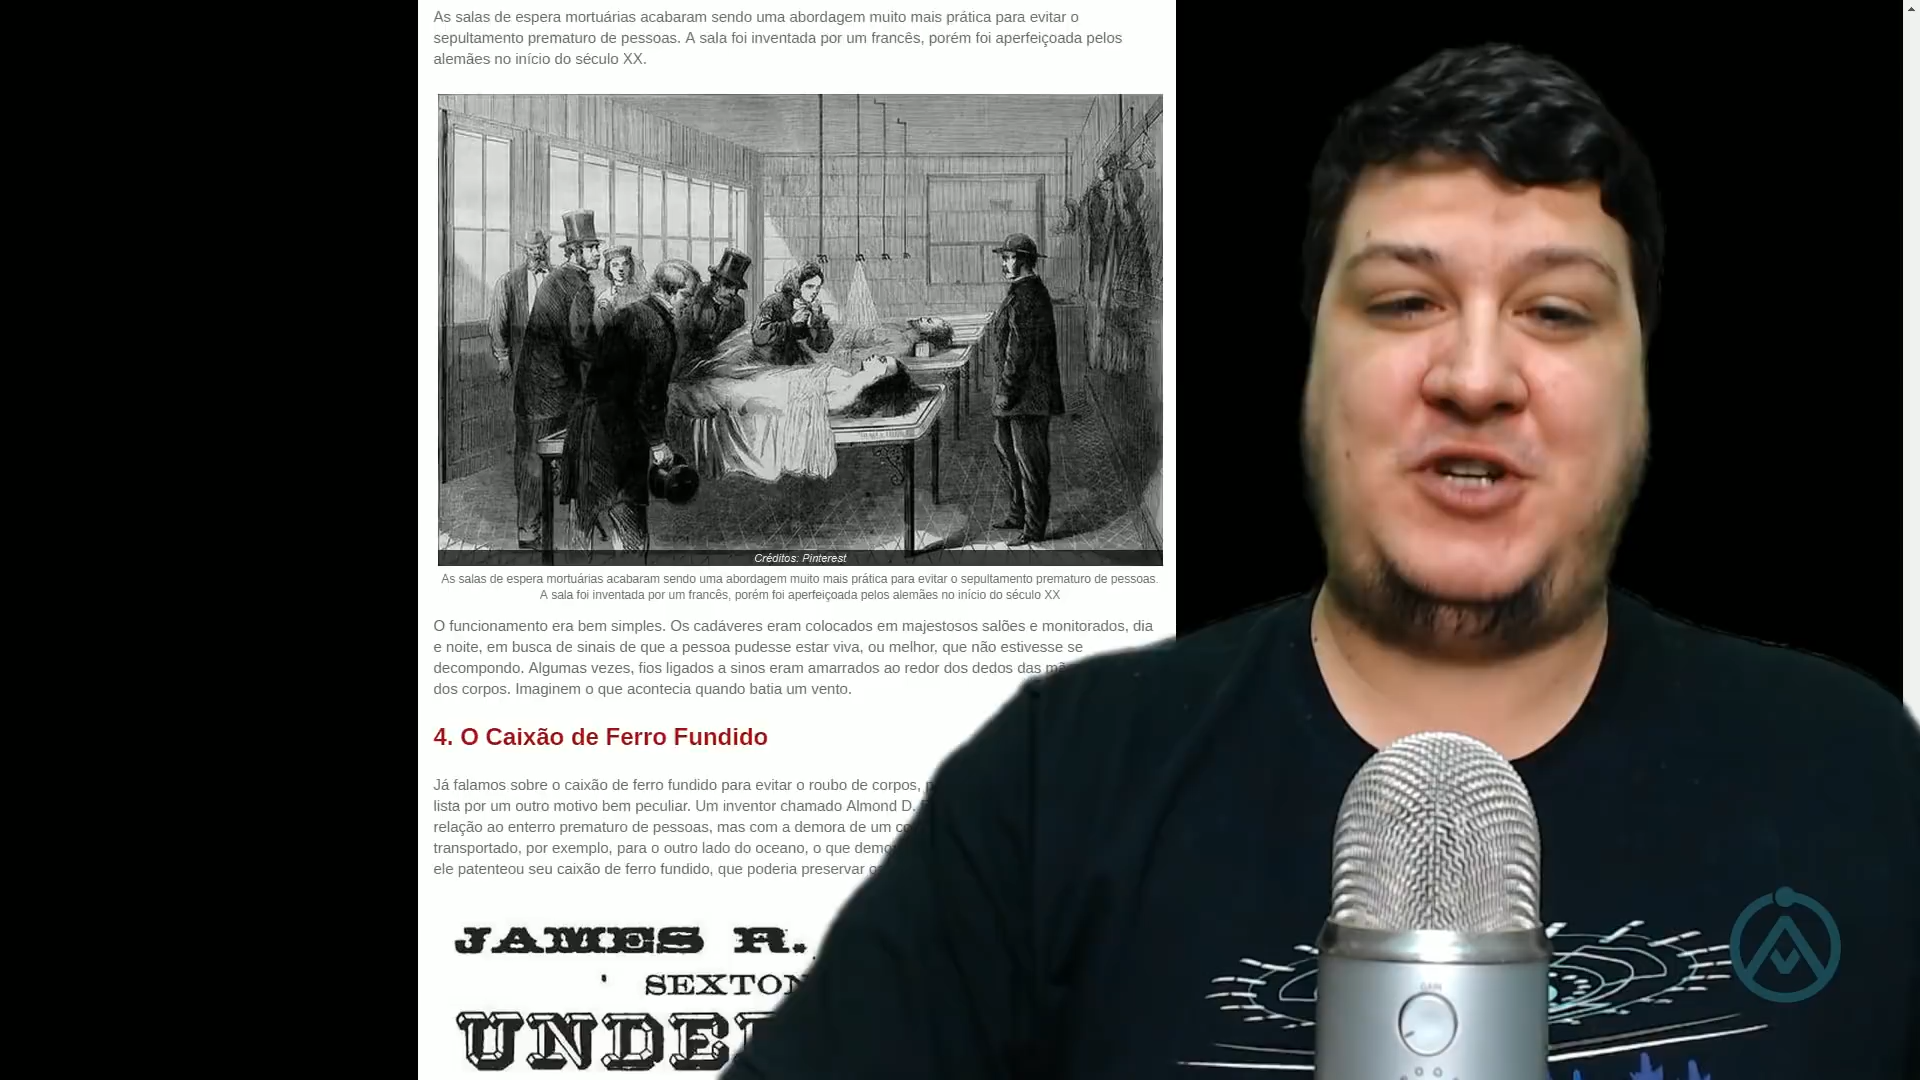 As salas de espera mortuárias acabaram sendo uma abordagem muito mais prática para evitar o
sepultamento prematuro de pessoas. A sala foi inventada por um francês, porém foi aperfeiçoada pelos
alemães no início do século XX.
Créditos: Pinterest
As salas de espera mortuárias acabaram sendo uma abordagem muito mais prática para evitar o sepultamento prematuro de pessoas.
A sala foi inventada por um francês, porém foi aperfeiçoada pelos alemães no início do século XX
O funcionamento era bem simples. Os cadáveres eram colocados em majestosos salões e monitorados, dia
e noite, em busca de sinais de que a pessoa pudesse estar viva, ou melhor, que não estivesse se
decompondo. Algumas vezes, fios ligados a sinos eram amarrados ao redor dos dedos das
dos corpos. Imaginem o que acontecia quando batia um vento.
4. O Caixão de Ferro Fundido
Já falamos sobre o caixão de ferro fundido para evitar o roubo de corpos,
lista por um outro motivo bem peculiar. Um inventor chamado Almond D.
relação ao enterro prematuro de pessoas, mas com a demora de um
transportado, por exemplo, para o outro lado do oceano, o que
ele patenteou seu caixão de ferro fundido, que poderia preservar
JAMES R.
SEXTON
GAIN